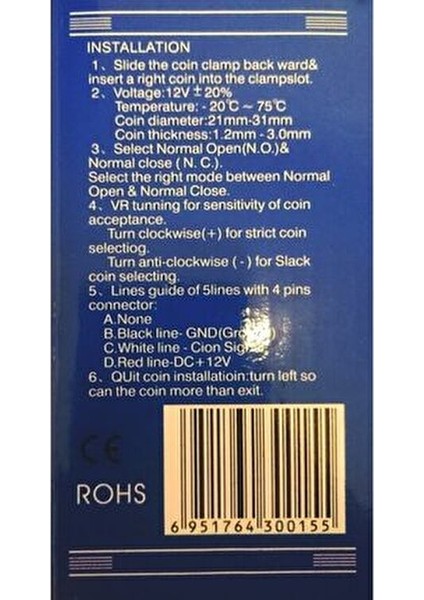 INSTALLATION
1、Slide the coin clamp back ward&
insert a right coin into the clampslot.
2、Voltage:12V±20%
Temperature: - 20℃ ~ 75℃
Coin diameter:21mm-31mm
Coin thickness:1.2mm - 3.0mm
3、Select Normal Open(N.O.)&
Normal close ( N. C.).
Select the right mode between Normal
Open & Normal Close.
4、VR tunning for sensitivity of coin
acceptance.
Turn clockwise(+) for strict coin
selectiog.
Turn anti-clockwise ( - ) for Slack
coin selecting.
5、Lines guide of 5lines with 4 pins
connector:
A.None
B.Black line- GND
C.White line - Cion
D.Red line-DC+12V
6、QUit coin installatioin:turn left so
can the coin more than exit.
CE
ROHS
6 951764 300155